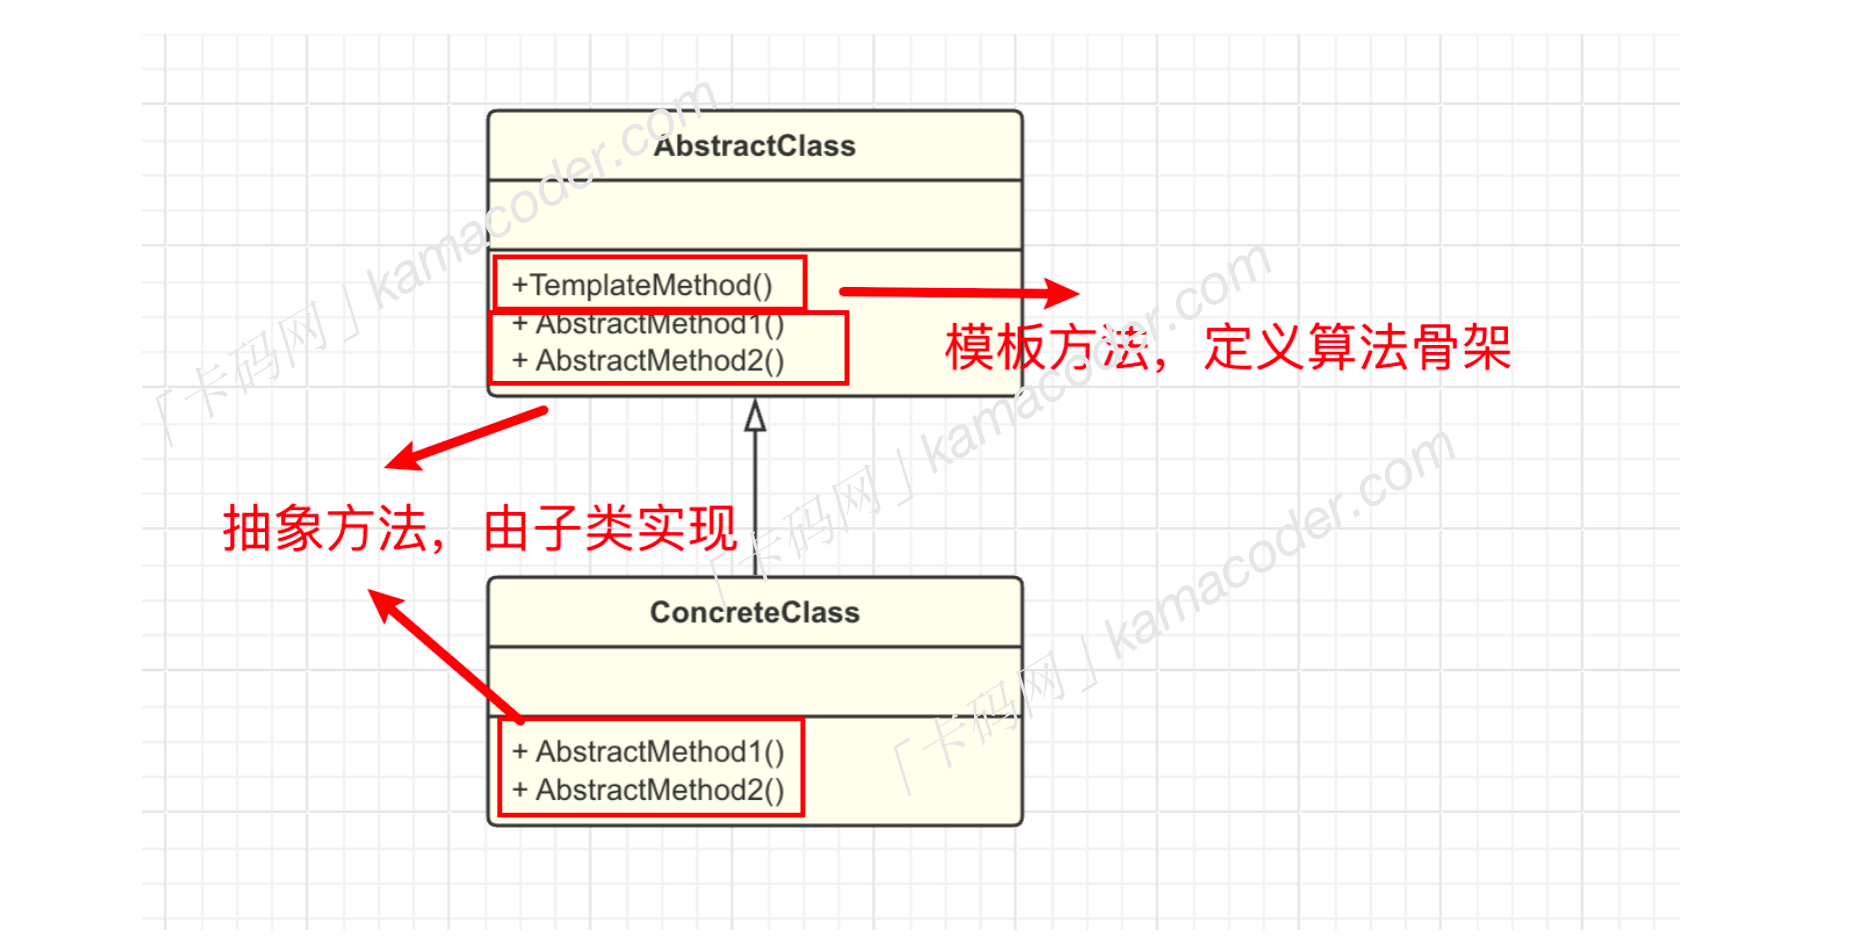 AbstractClass
+TemplateMethod()
+ AbstractMethod1()
+ AbstractMethod2()
模板方法，定义算法骨架
抽象方法，由子类实现
ConcreteClass
+ AbstractMethod1()
+ AbstractMethod2()
「卡码网」kamacoder.com
「卡码网」kamacoder.com
「卡码网」kamacoder.com